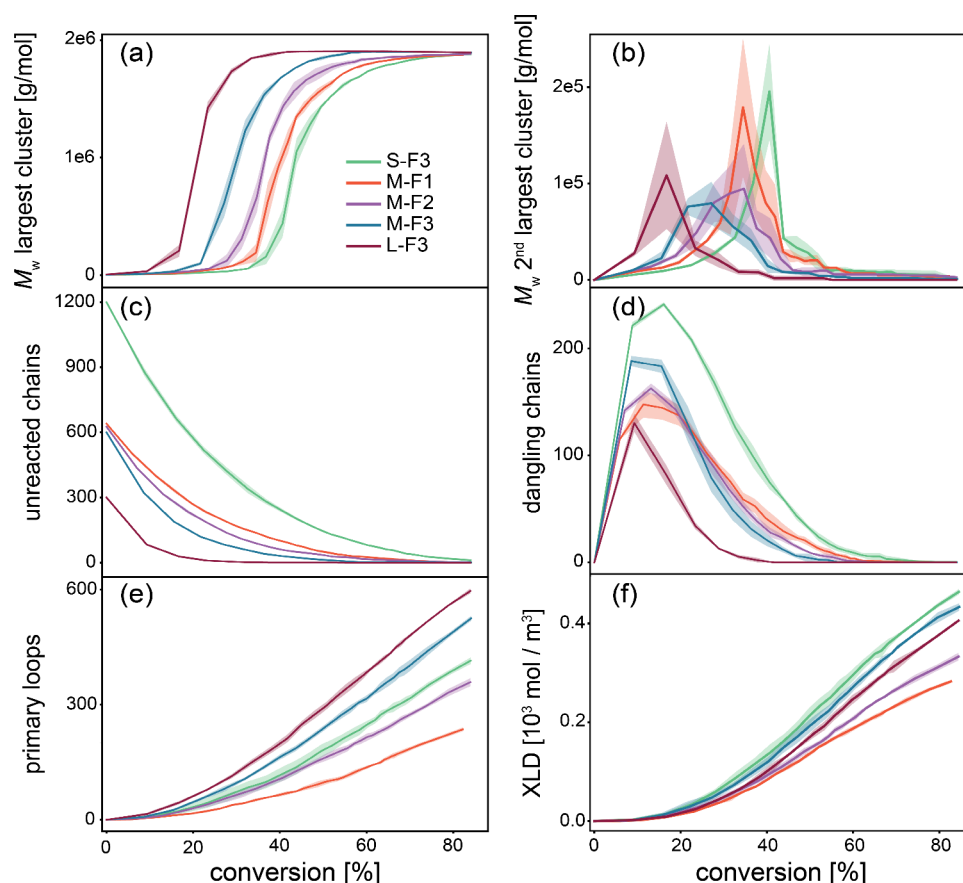 (a)
M_w largest cluster [g/mol]
2e6
1e6
0
S-F3
M-F1
M-F2
M-F3
L-F3
(b)
M_w 2nd largest cluster [g/mol]
2e5
1e5
0
(c)
unreacted chains
1200
900
600
300
0
(d)
dangling chains
200
100
0
(e)
primary loops
600
300
0
0 20 40 60 80
conversion [%]
(f)
XLD [10³ mol / m³]
0.4
0.2
0.0
0 20 40 60 80
conversion [%]